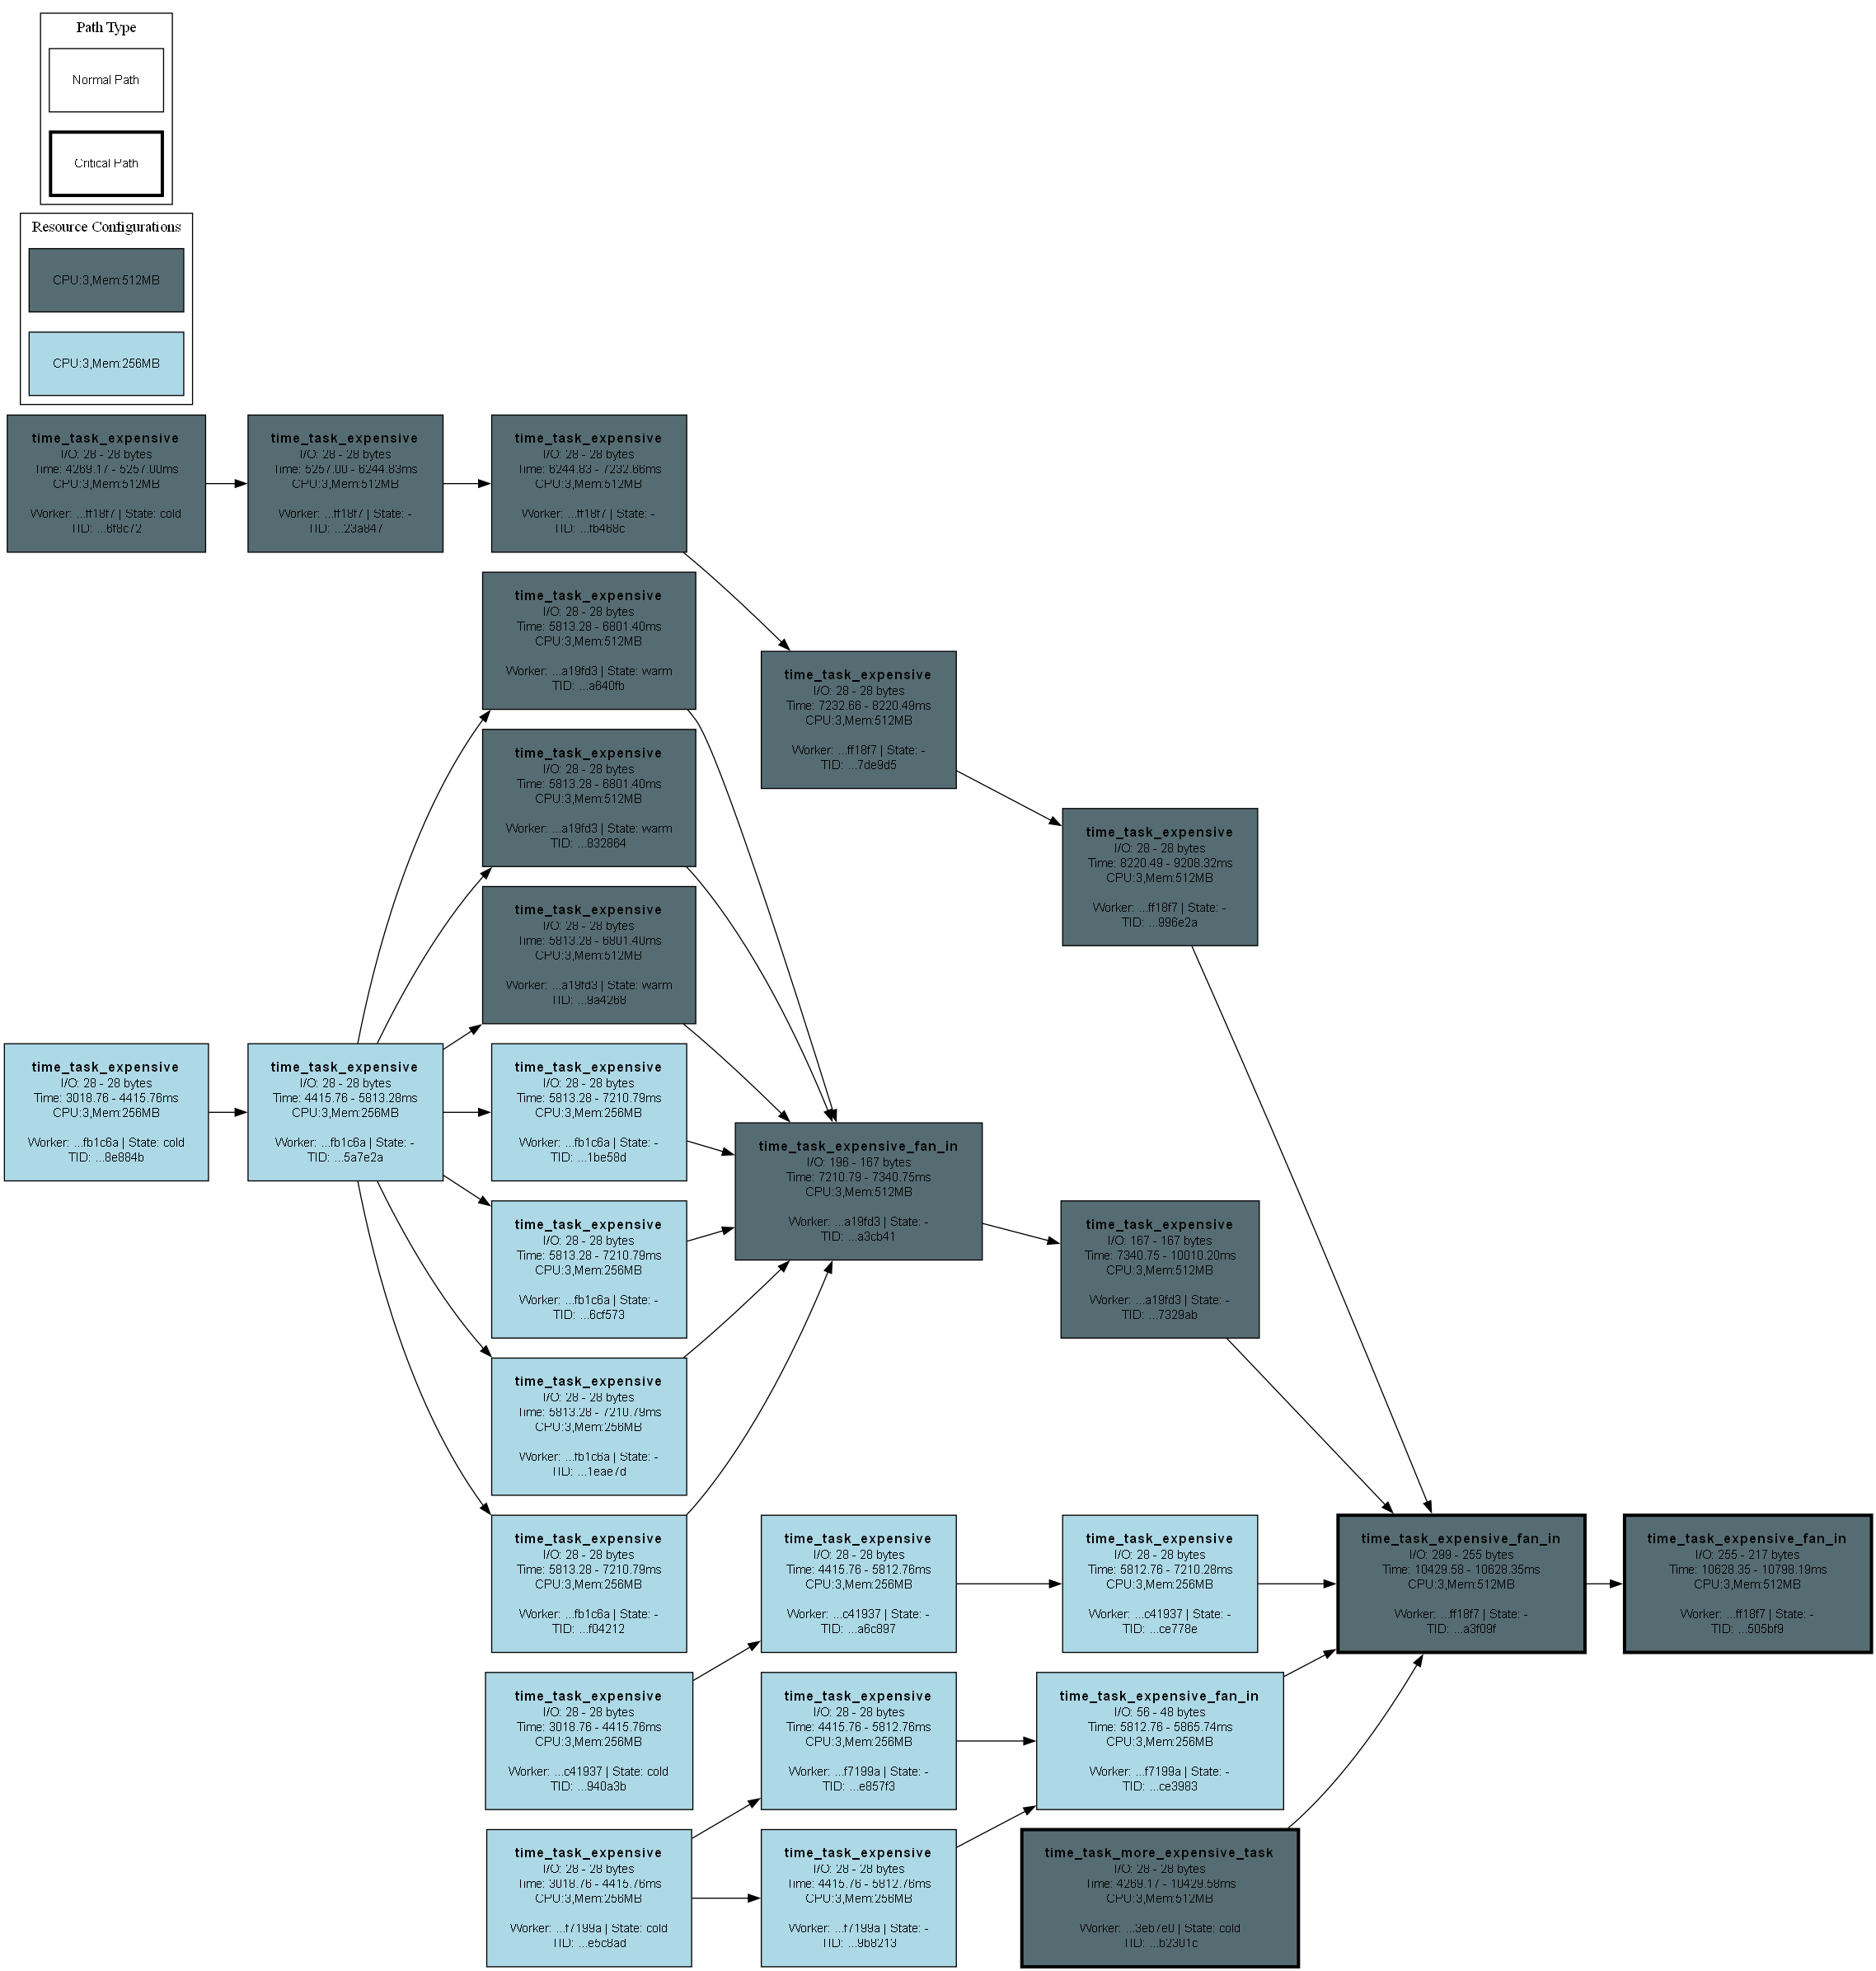 Path Type
Normal Path
Critical Path
Resource Configurations
CPU:3,Mem:512MB
CPU:3,Mem:256MB
time_task_expensive
I/O: 28 - 28 bytes
Time: 4269.17 - 5257.00ms
CPU:3,Mem:512MB
Worker: ...ff18f7 | State: cold
TID: ...6f8c72
time_task_expensive
I/O: 28 - 28 bytes
Time: 5257.00 - 6244.83ms
CPU:3,Mem:512MB
Worker: ...ff18f7 | State: -
TID: ...23a847
time_task_expensive
I/O: 28 - 28 bytes
Time: 6244.83 - 7232.66ms
CPU:3,Mem:512MB
Worker: ...ff18f7 | State: -
TID: ...fb468c
time_task_expensive
I/O: 28 - 28 bytes
Time: 5813.28 - 6801.40ms
CPU:3,Mem:512MB
Worker: ...a19fd3 | State: warm
TID: ...a640fb
time_task_expensive
I/O: 28 - 28 bytes
Time: 7232.66 - 8220.49ms
CPU:3,Mem:512MB
Worker: ...ff18f7 | State: -
TID: ...7de9d5
time_task_expensive
I/O: 28 - 28 bytes
Time: 5813.28 - 6801.40ms
CPU:3,Mem:512MB
Worker: ...a19fd3 | State: warm
TID: ...832864
time_task_expensive
I/O: 28 - 28 bytes
Time: 8220.49 - 9208.32ms
CPU:3,Mem:512MB
Worker: ...ff18f7 | State: -
TID: ...996e2a
time_task_expensive
I/O: 28 - 28 bytes
Time: 5813.28 - 6801.40ms
CPU:3,Mem:512MB
Worker: ...a19fd3 | State: warm
TID: ...9a4268
time_task_expensive
I/O: 28 - 28 bytes
Time: 3018.76 - 4415.76ms
CPU:3,Mem:256MB
Worker: ...fb1c6a | State: cold
TID: ...8e884b
time_task_expensive
I/O: 28 - 28 bytes
Time: 4415.76 - 5813.28ms
CPU:3,Mem:256MB
Worker: ...fb1c6a | State: -
TID: ...5a7e2a
time_task_expensive
I/O: 28 - 28 bytes
Time: 5813.28 - 7210.79ms
CPU:3,Mem:256MB
Worker: ...fb1c6a | State: -
TID: ...1be58d
time_task_expensive_fan_in
I/O: 196 - 167 bytes
Time: 7210.79 - 7340.75ms
CPU:3,Mem:512MB
Worker: ...a19fd3 | State: -
TID: ...a3cb41
time_task_expensive
I/O: 28 - 28 bytes
Time: 5813.28 - 7210.79ms
CPU:3,Mem:256MB
Worker: ...fb1c6a | State: -
TID: ...6cf573
time_task_expensive
I/O: 167 - 167 bytes
Time: 7340.75 - 10010.20ms
CPU:3,Mem:512MB
Worker: ...a19fd3 | State: -
TID: ...7329ab
time_task_expensive
I/O: 28 - 28 bytes
Time: 5813.28 - 7210.79ms
CPU:3,Mem:256MB
Worker: ...fb1c6a | State: -
TID: ...1eae7d
time_task_expensive
I/O: 28 - 28 bytes
Time: 5813.28 - 7210.79ms
CPU:3,Mem:256MB
Worker: ...fb1c6a | State: -
TID: ...f04212
time_task_expensive
I/O: 28 - 28 bytes
Time: 4415.76 - 5812.76ms
CPU:3,Mem:256MB
Worker: ...c41937 | State: -
TID: ...a6c897
time_task_expensive
I/O: 28 - 28 bytes
Time: 5812.76 - 7210.28ms
CPU:3,Mem:256MB
Worker: ...c41937 | State: -
TID: ...ce778e
time_task_expensive_fan_in
I/O: 299 - 255 bytes
Time: 10429.58 - 10628.35ms
CPU:3,Mem:512MB
Worker: ...ff18f7 | State: -
TID: ...a3f09f
time_task_expensive_fan_in
I/O: 255 - 217 bytes
Time: 10628.35 - 10798.19ms
CPU:3,Mem:512MB
Worker: ...ff18f7 | State: -
TID: ...505bf9
time_task_expensive
I/O: 28 - 28 bytes
Time: 3018.76 - 4415.76ms
CPU:3,Mem:256MB
Worker: ...c41937 | State: cold
TID: ...940a3b
time_task_expensive
I/O: 28 - 28 bytes
Time: 4415.76 - 5812.76ms
CPU:3,Mem:256MB
Worker: ...f7199a | State: -
TID: ...e857f3
time_task_expensive_fan_in
I/O: 56 - 48 bytes
Time: 5812.76 - 5865.74ms
CPU:3,Mem:256MB
Worker: ...f7199a | State: -
TID: ...ce3983
time_task_expensive
I/O: 28 - 28 bytes
Time: 3018.76 - 4415.76ms
CPU:3,Mem:256MB
Worker: ...f7199a | State: cold
TID: ...e5c8ad
time_task_expensive
I/O: 28 - 28 bytes
Time: 4415.76 - 5812.76ms
CPU:3,Mem:256MB
Worker: ...f7199a | State: -
TID: ...9b8213
time_task_more_expensive_task
I/O: 28 - 28 bytes
Time: 4269.17 - 10429.58ms
CPU:3,Mem:512MB
Worker: ...3eb7e0 | State: cold
TID: ...b2301c